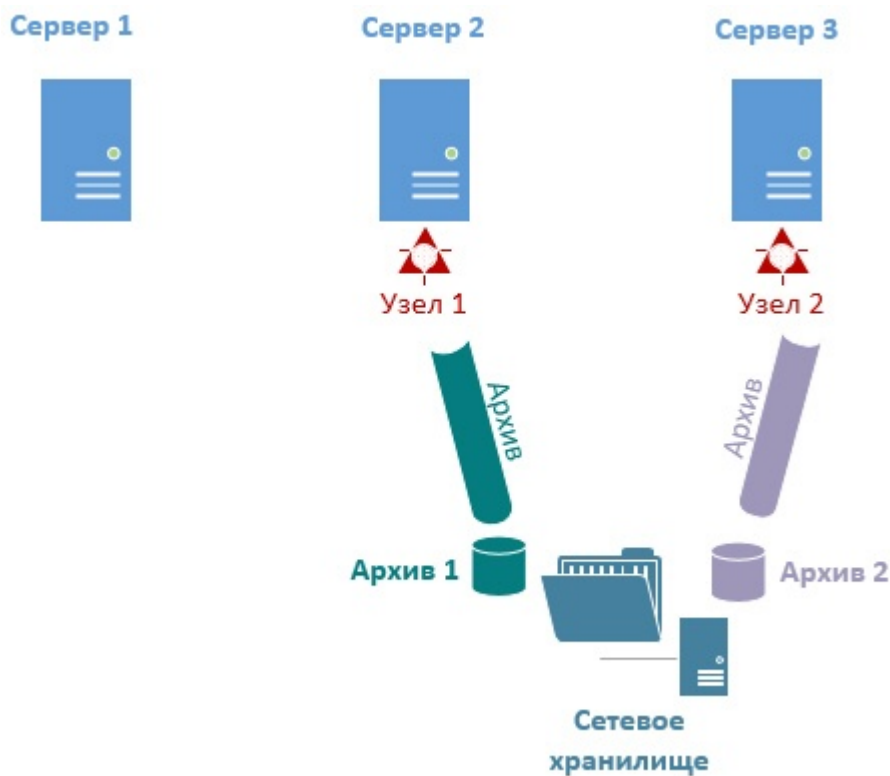 Сервер 1
Сервер 2
Сервер 3
Узел 1
Узел 2
Архив
Архив
Архив 1
Архив 2
Сетевое
хранилище